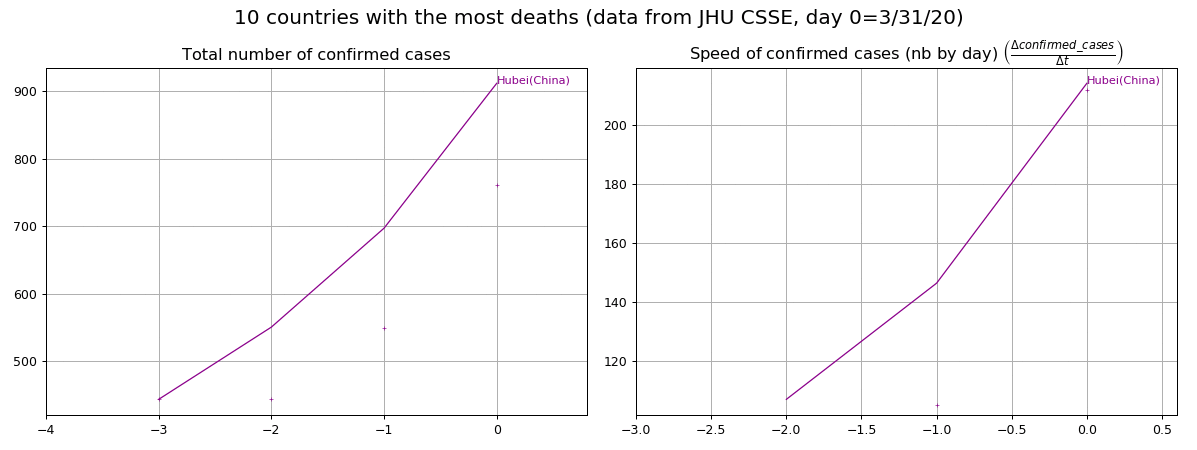 10 countries with the most deaths (data from JHU CSSE, day 0=3/31/20)
Total number of confirmed cases
Speed of confirmed cases (nb by day) (Δconfirmed_cases/Δt)
Hubei(China)
Hubei(China)
900
800
700
600
500
−4 −3 −2 −1 0
200
180
160
140
120
−3.0 −2.5 −2.0 −1.5 −1.0 −0.5 0.0 0.5